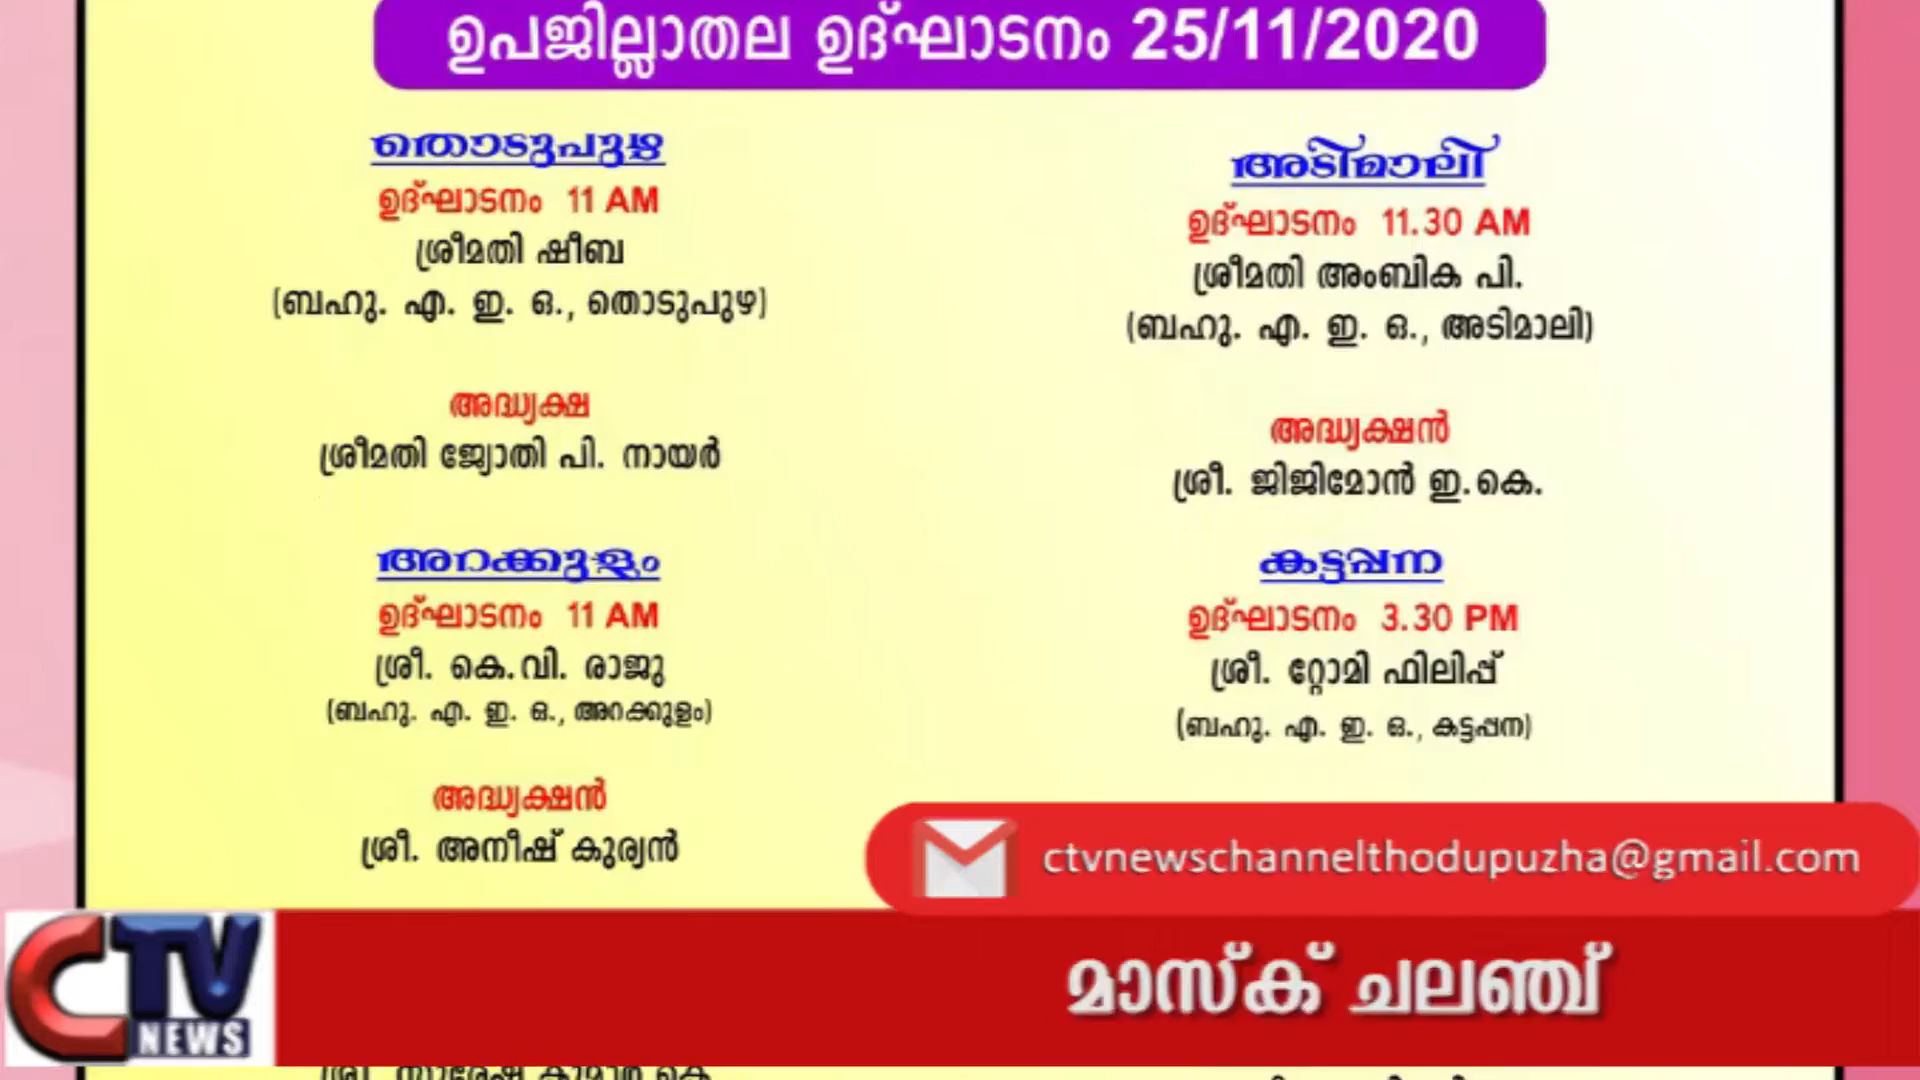 ഉപജില്ലാതല ഉദ്ഘാടനം 25/11/2020
തൊടുപുഴ
ഉദ്ഘാടനം 11 AM
ശ്രീമതി ഷീബ
(ബഹു. എ. ഇ. ഒ., തൊടുപുഴ)
അദ്ധ്യക്ഷ
ശ്രീമതി ജ്യോതി പി. നായർ
അടിമാലി
ഉദ്ഘാടനം 11.30 AM
ശ്രീമതി അംബിക പി.
(ബഹു. എ. ഇ. ഒ., അടിമാലി)
അദ്ധ്യക്ഷൻ
ശ്രീ. ജിജിമോൻ ഇ.കെ.
അറക്കുളം
ഉദ്ഘാടനം 11 AM
ശ്രീ. കെ.വി. രാജു
(ബഹു. എ. ഇ. ഒ., അറക്കുളം)
അദ്ധ്യക്ഷൻ
ശ്രീ. അനീഷ് കുര്യൻ
കട്ടപ്പന
ഉദ്ഘാടനം 3.30 PM
ശ്രീ. റ്റോമി ഫിലിപ്പ്
(ബഹു. എ. ഇ. ഒ., കട്ടപ്പന)
ctvnewschannelthodupuzha@gmail.com
CTV
NEWS
മാസ്ക് ചലഞ്ച്